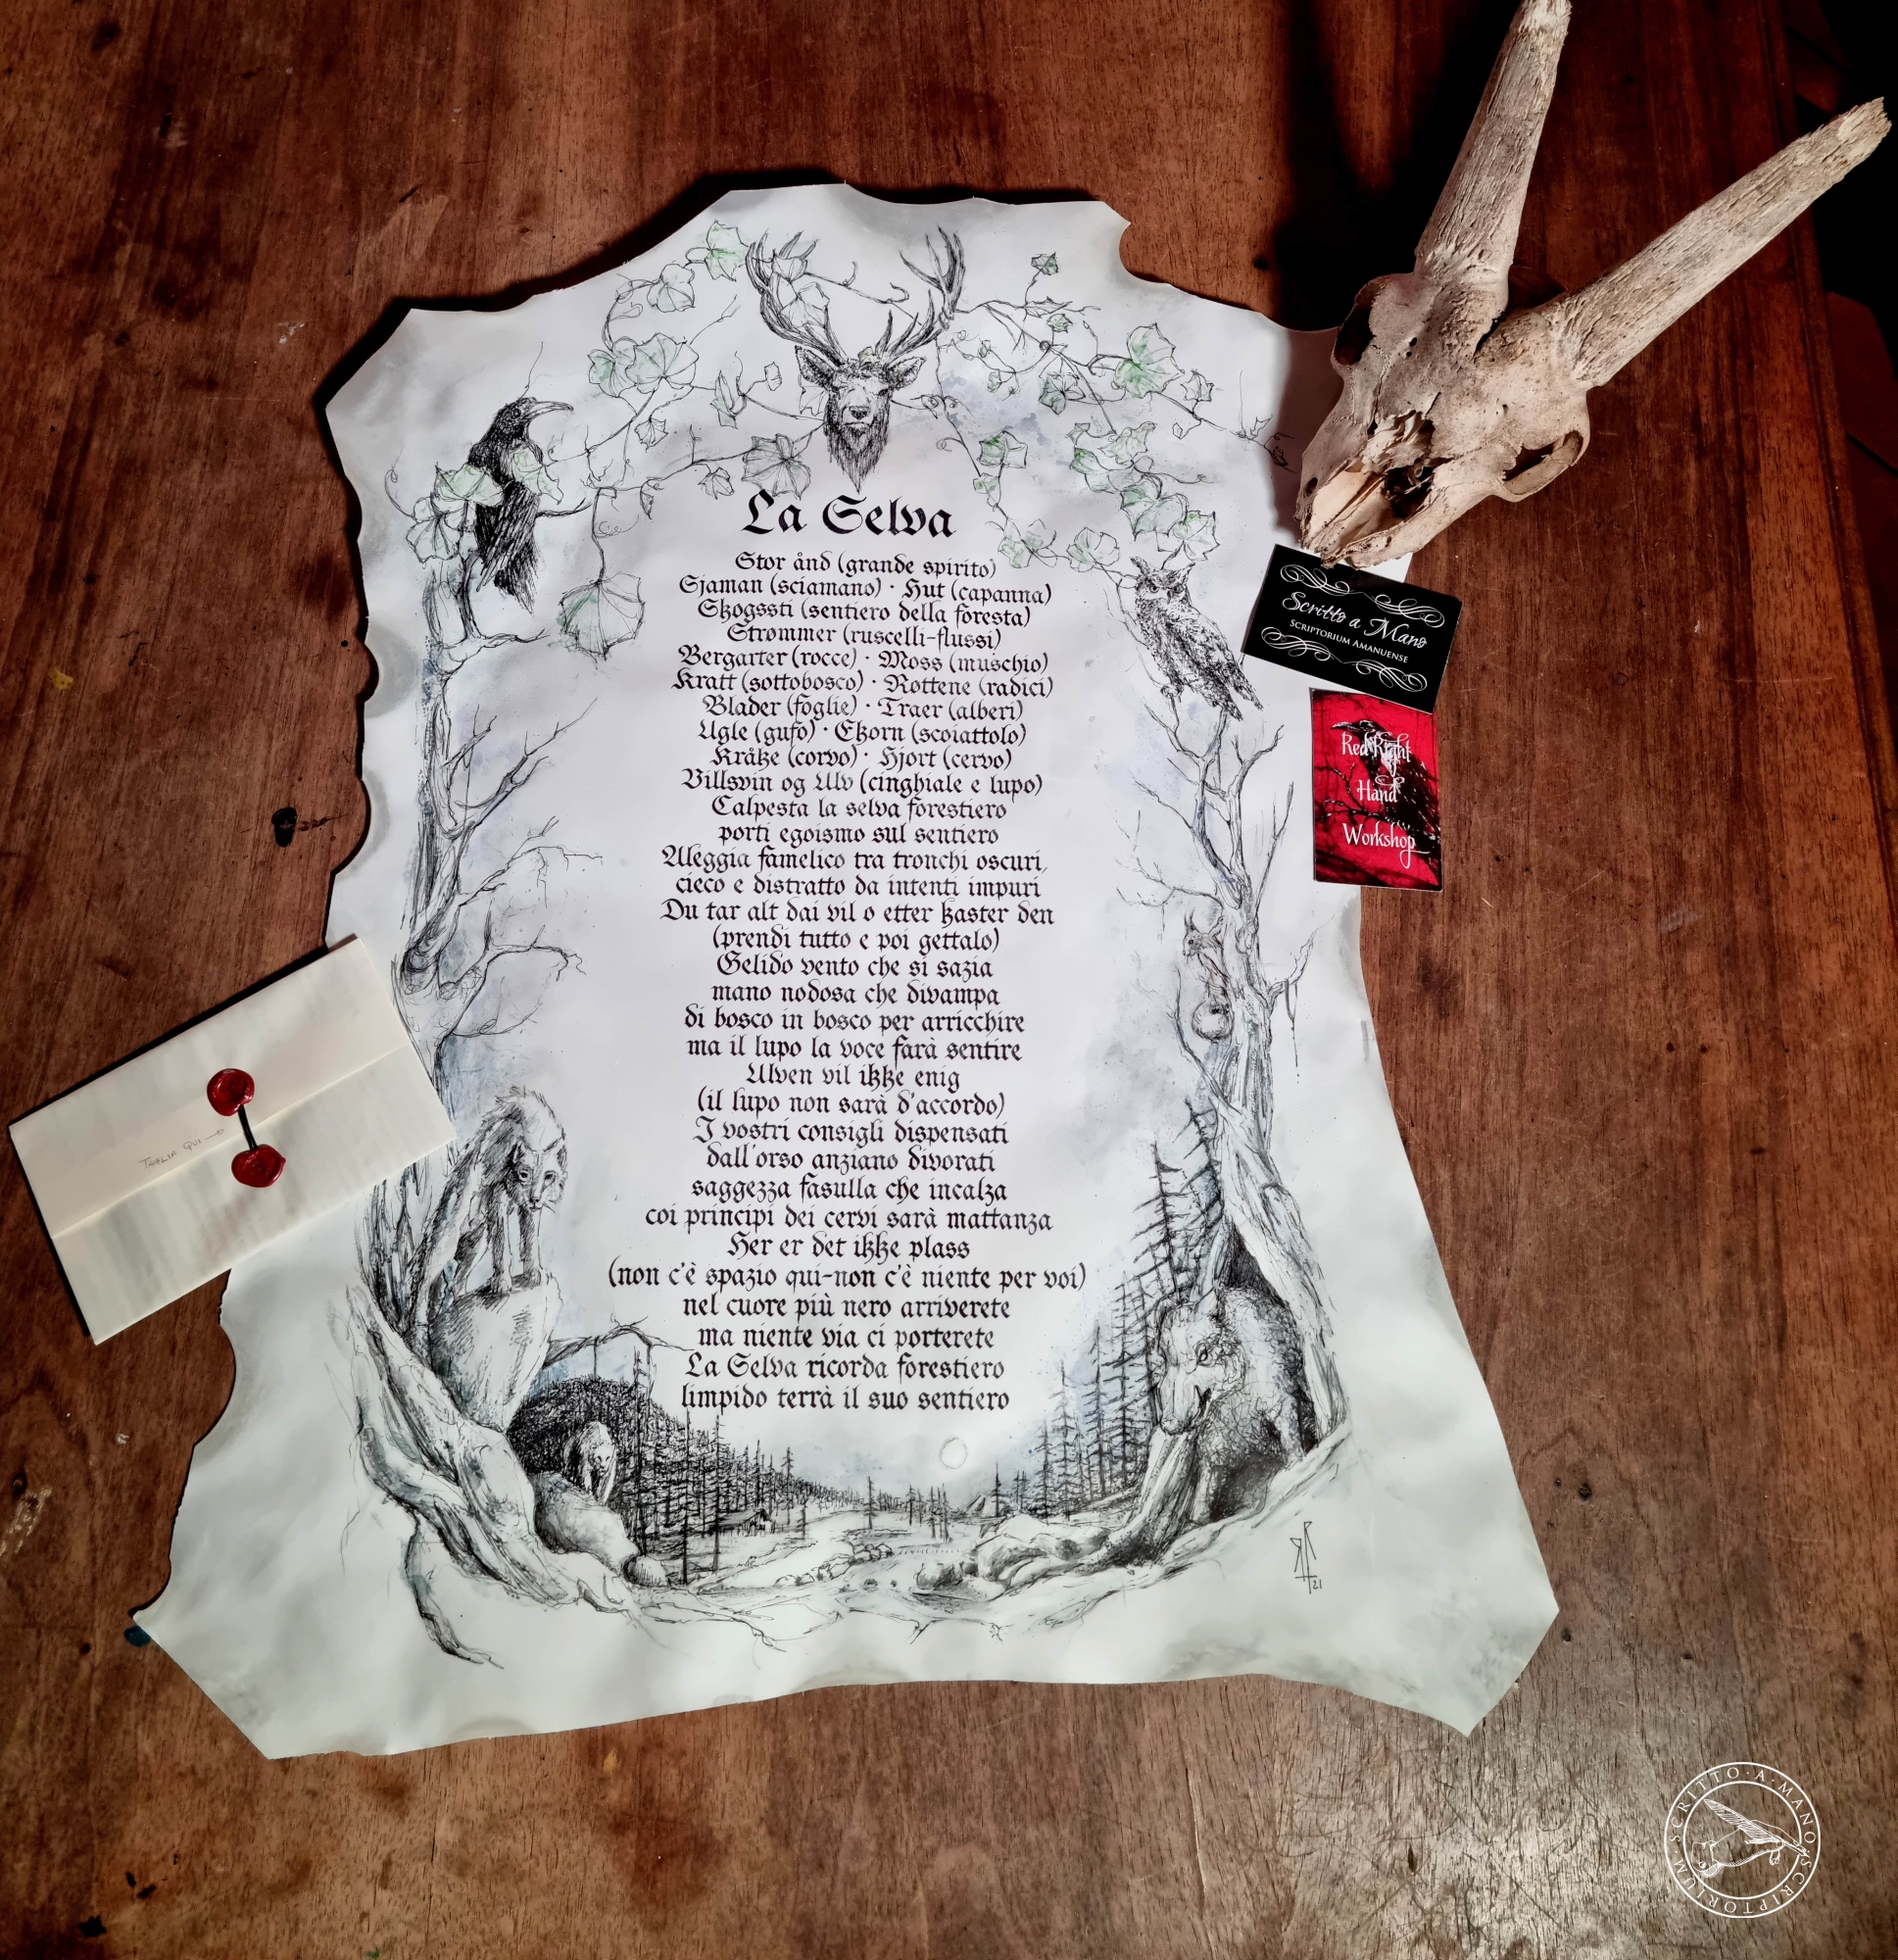 La Selva
Stor ånd (grande spirito)
Sjaman (sciamano) · Hut (capanna)
Skogssti (sentiero della foresta)
Strømmer (ruscelli-flussi)
Bergarter (rocce) · Moss (muschio)
Kratt (sottobosco) · Røttene (radici)
Blader (foglie) · Traer (alberi)
Ugle (gufo) · Ekorn (scoiattolo)
Kråke (corvo) · Hjort (cervo)
Villsvin og Ulv (cinghiale e lupo)
Calpesta la selva forestiero
porti egoismo sul sentiero
Aleggia famelico tra tronchi oscuri,
cieco e distratto da intenti impuri
Du tar alt dai vil o etter kaster den
(prendi tutto e poi gettalo)
Gelido vento che si sazia
mano nodosa che divampa
di bosco in bosco per arricchire
ma il lupo la voce farà sentire
Ulven vil ikke enig
(il lupo non sarà d'accordo)
I vostri consigli dispensati
dall'orso anziano divorati
saggezza fasulla che incalza
coi principi dei cervi sarà mattanza
Her er det ikke plass
(non c'è spazio qui-non c'è niente per voi)
nel cuore più nero arriverete
ma niente via ci porterete
La Selva ricorda forestiero
limpido terrà il suo sentiero
21
Scritto a Mano
Scriptorium Amanuense
Red Right
Hand
Workshop
Taglia qui
SCRITTO · A · MANO · SCRIPTORIUM ·